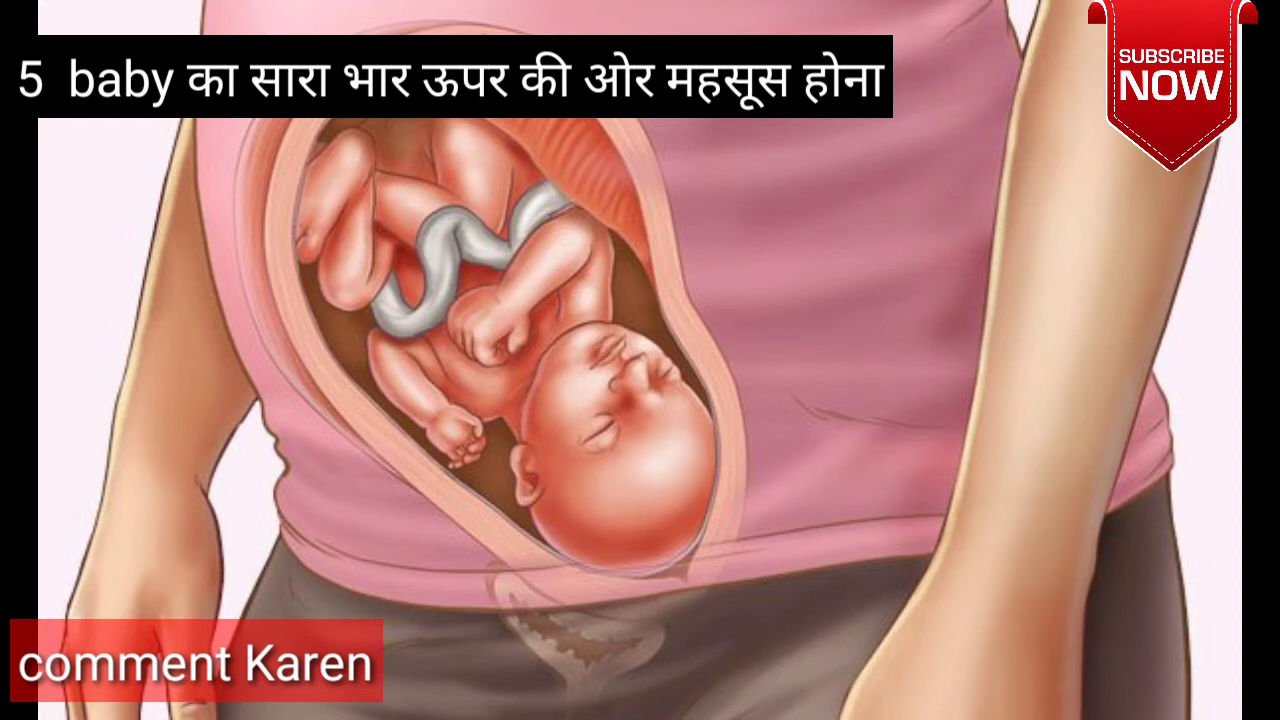 5 baby का सारा भार ऊपर की ओर महसूस होना
SUBSCRIBE
NOW
comment Karen